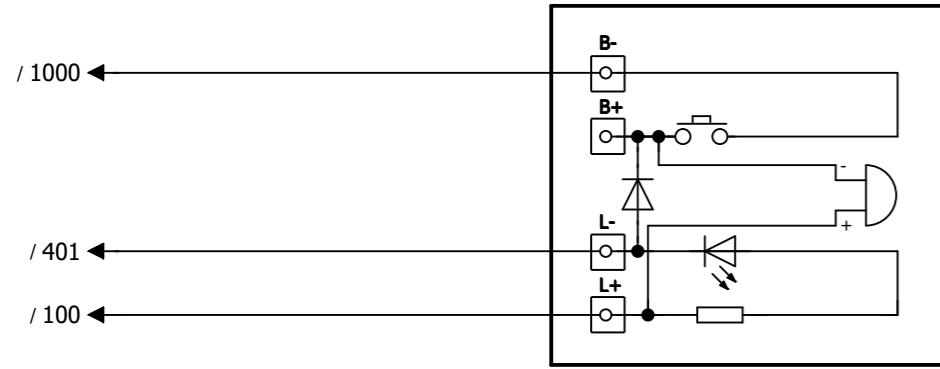 B-
/ 1000
B+
-
+
L-
/ 401
L+
/ 100